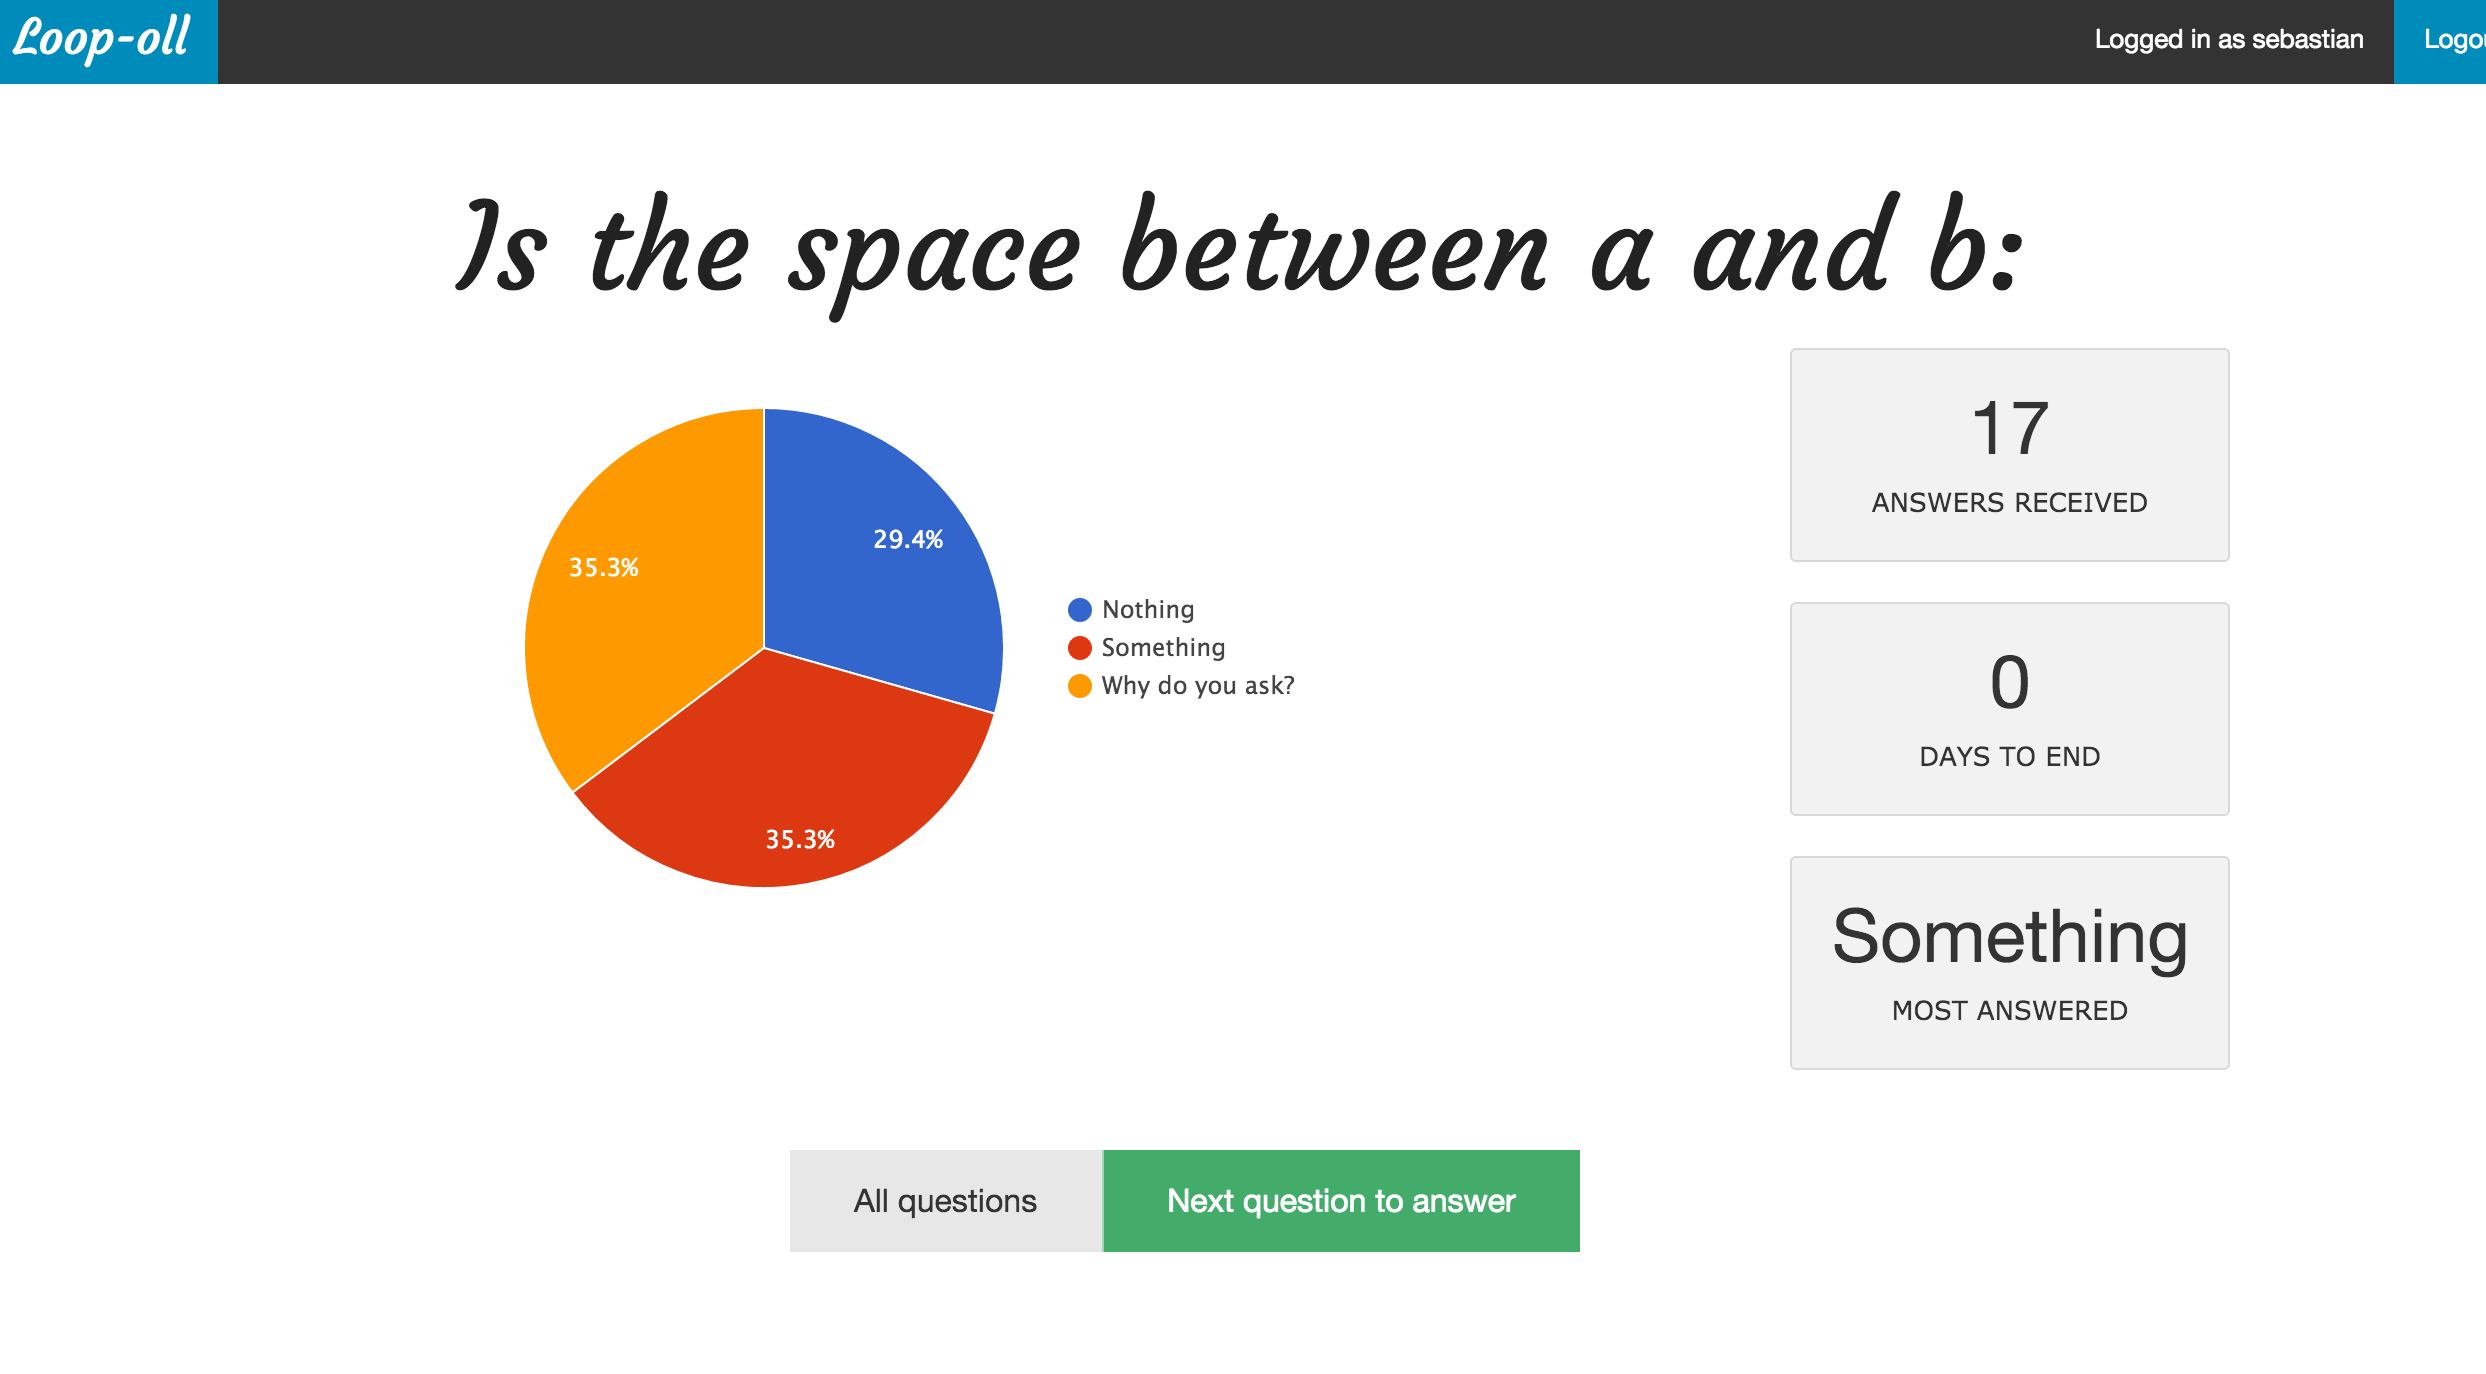 Loop-oll
Logged in as sebastian
Logou
Is the space between a and b:
29.4%
35.3%
35.3%
Nothing
Something
Why do you ask?
17
ANSWERS RECEIVED
0
DAYS TO END
Something
MOST ANSWERED
All questions
Next question to answer